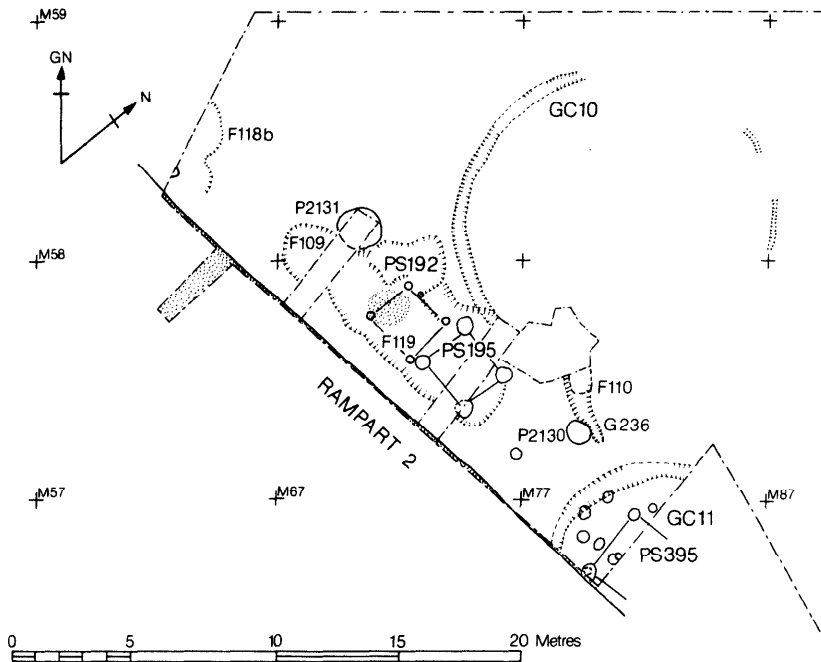 M59
GN
N
GC10
F118b
P2131
F109
M58
PS192
F119
PS195
F110
RAMPART 2
P2130
G236
M57
M67
M77
M87
GC11
PS395
0 5 10 15 20 Metres